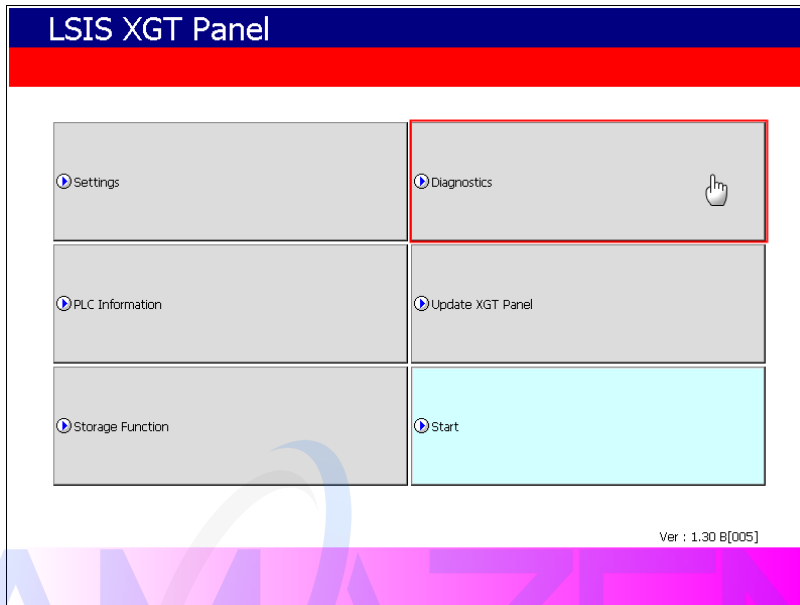 LSIS XGT Panel
Settings
Diagnostics
PLC Information
Update XGT Panel
Storage Function
Start
Ver : 1.30 B[005]